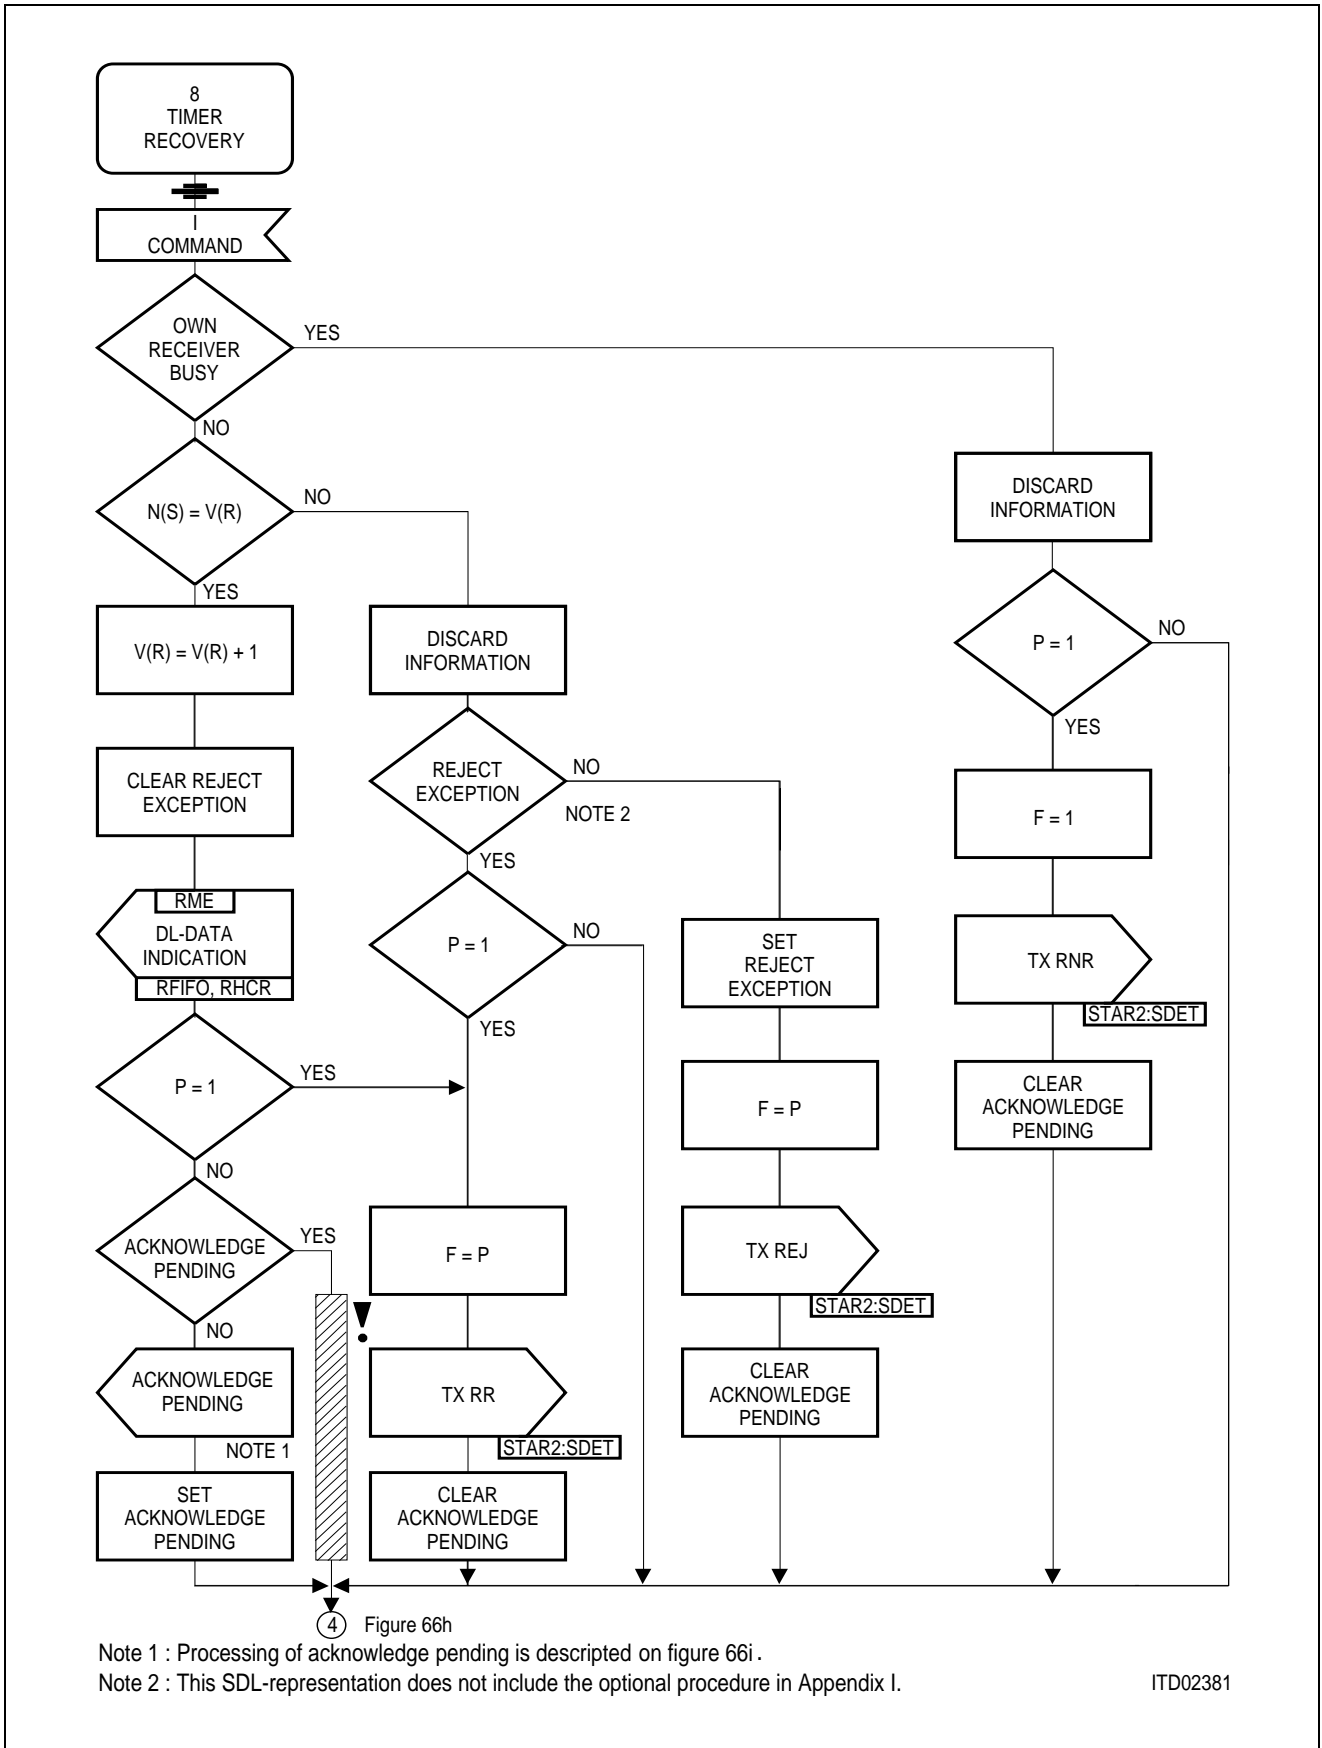 8
TIMER
RECOVERY
I
COMMAND
OWN
RECEIVER
BUSY
YES
NO
N(S) = V(R)
NO
YES
DISCARD
INFORMATION
P = 1
NO
YES
V(R) = V(R) + 1
DISCARD
INFORMATION
CLEAR REJECT
EXCEPTION
REJECT
EXCEPTION
NO
NOTE 2
YES
F = 1
RME
DL-DATA
INDICATION
RFIFO, RHCR
P = 1
NO
YES
SET
REJECT
EXCEPTION
TX RNR
STAR2:SDET
P = 1
YES
NO
F = P
CLEAR
ACKNOWLEDGE
PENDING
ACKNOWLEDGE
PENDING
YES
NO
F = P
TX REJ
STAR2:SDET
!
ACKNOWLEDGE
PENDING
NOTE 1
TX RR
STAR2:SDET
CLEAR
ACKNOWLEDGE
PENDING
SET
ACKNOWLEDGE
PENDING
CLEAR
ACKNOWLEDGE
PENDING
4 Figure 66h
Note 1 : Processing of acknowledge pending is descripted on figure 66i .
Note 2 : This SDL-representation does not include the optional procedure in Appendix I.
ITD02381